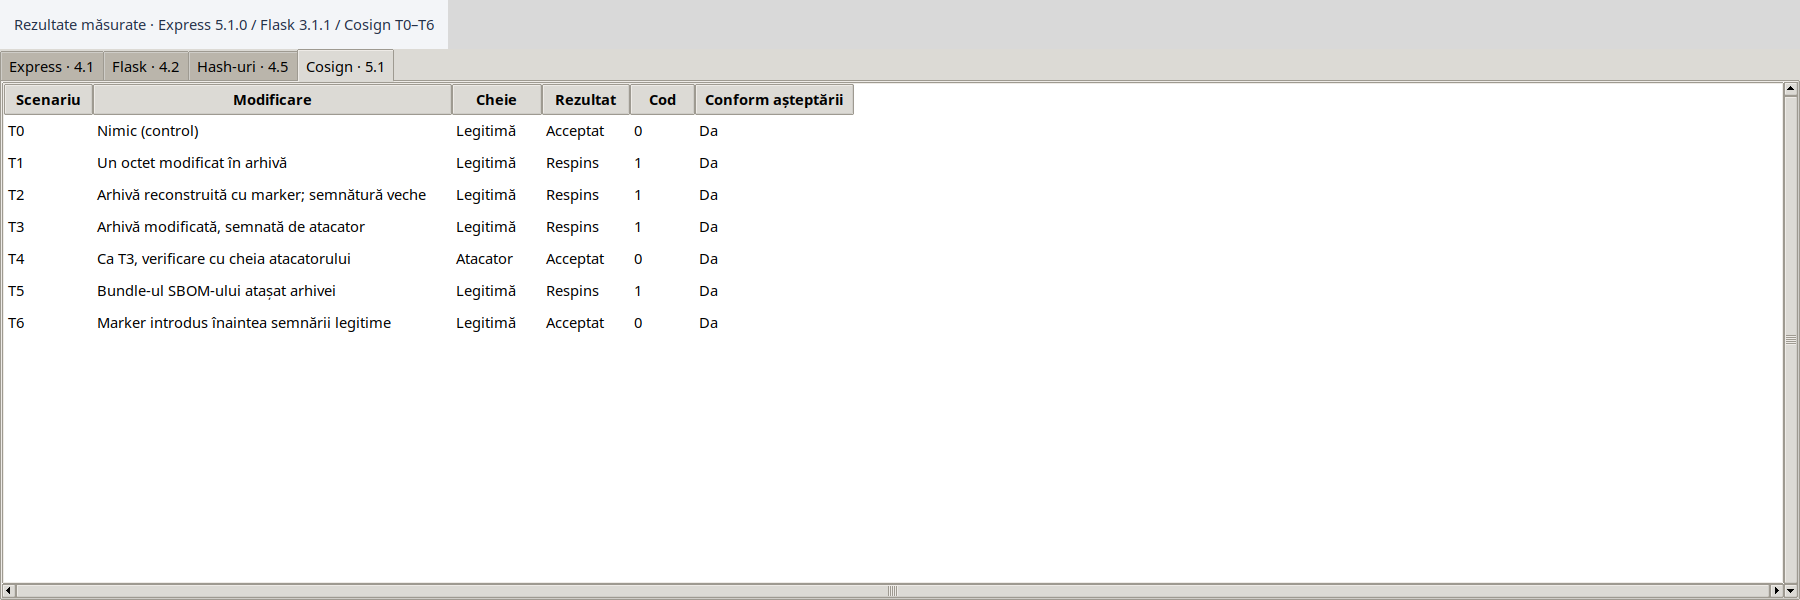 Rezultate măsurate · Express 5.1.0 / Flask 3.1.1 / Cosign T0–T6
Express · 4.1 Flask · 4.2 Hash-uri · 4.5 Cosign · 5.1
Scenariu Modificare Cheie Rezultat Cod Conform așteptării
T0 Nimic (control) Legitimă Acceptat 0 Da
T1 Un octet modificat în arhivă Legitimă Respins 1 Da
T2 Arhivă reconstruită cu marker; semnătură veche Legitimă Respins 1 Da
T3 Arhivă modificată, semnată de atacator Legitimă Respins 1 Da
T4 Ca T3, verificare cu cheia atacatorului Atacator Acceptat 0 Da
T5 Bundle-ul SBOM-ului atașat arhivei Legitimă Respins 1 Da
T6 Marker introdus înaintea semnării legitime Legitimă Acceptat 0 Da